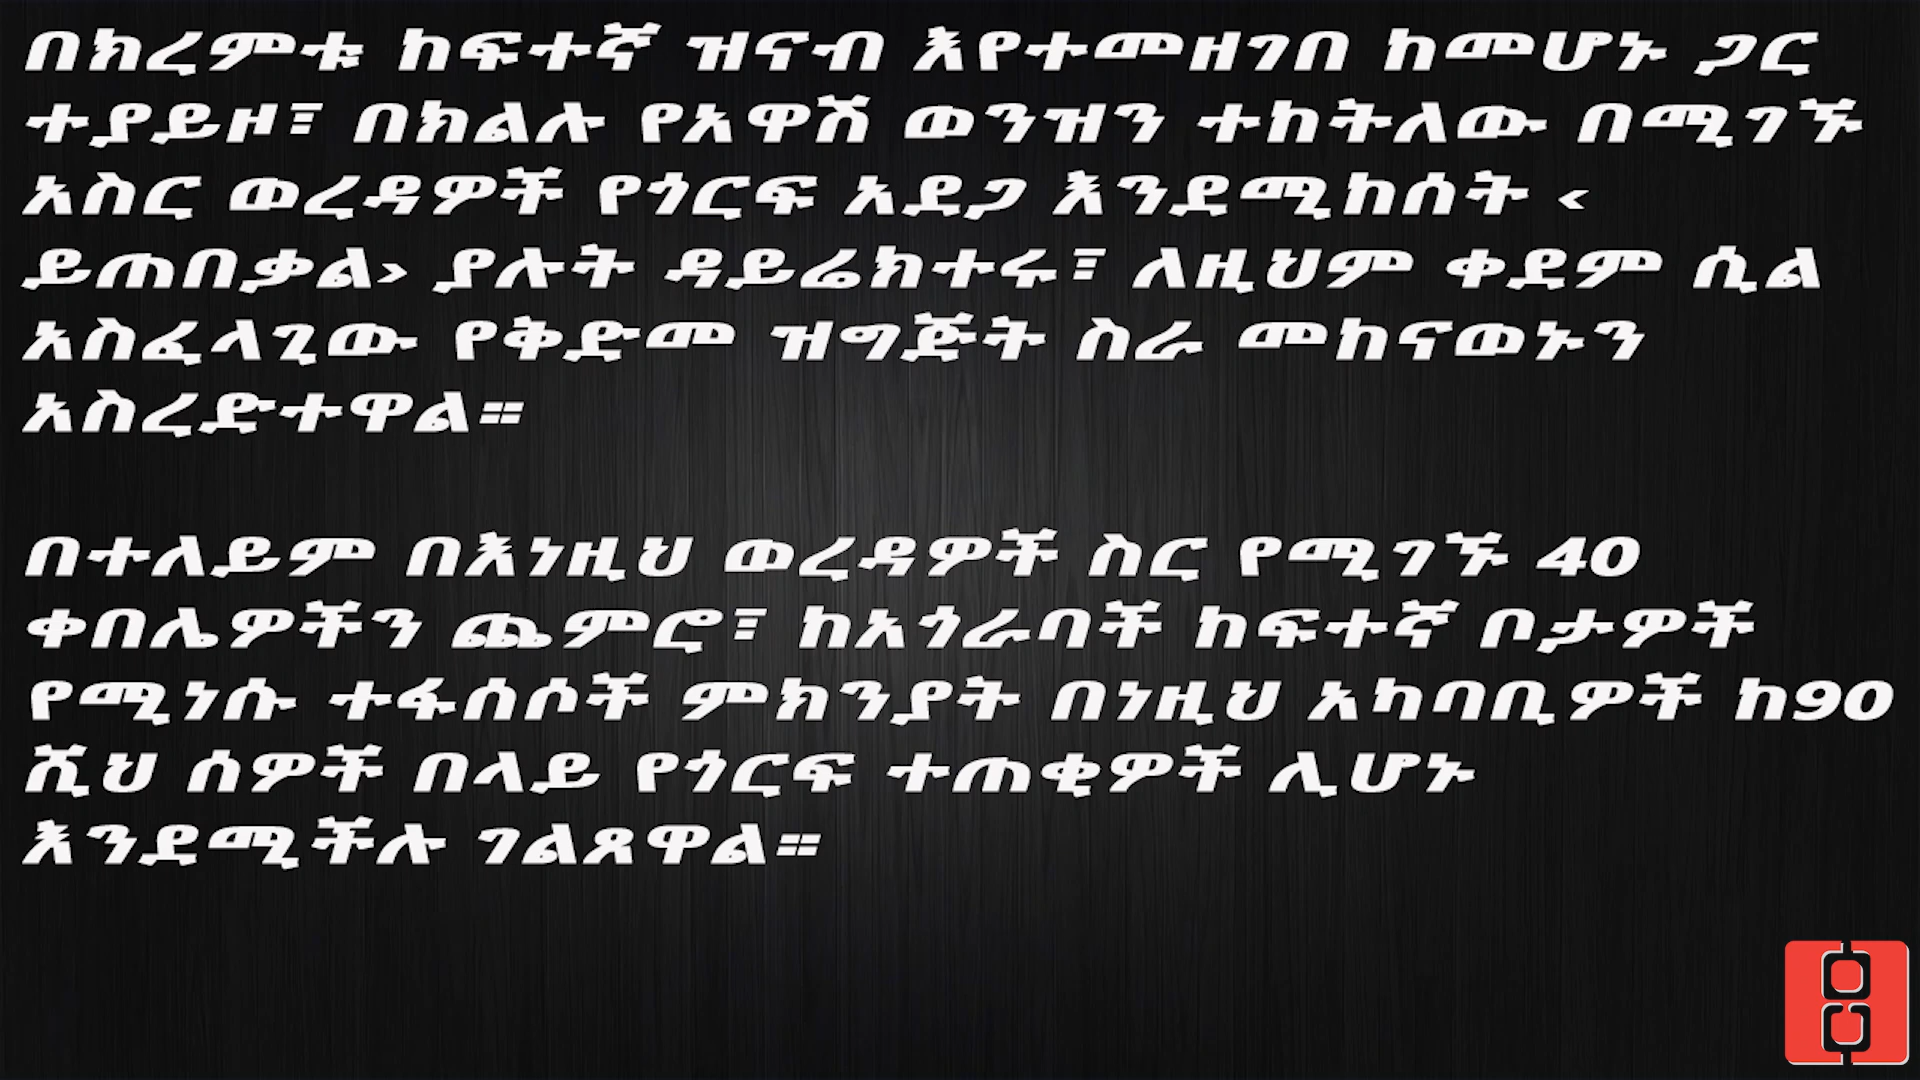 በክረምቱ ከፍተኛ ዝናብ እየተመዘገበ ከመሆኑ ጋር
ተያይዞ፣ በክልሉ የአዋሽ ወንዝን ተከትለው በሚገኙ
አስር ወረዳዎች የጎርፍ አደጋ እንደሚከሰት ‹
ይጠበቃል› ያሉት ዳይሬክተሩ፣ ለዚህም ቀደም ሲል
አስፈላጊው የቅድመ ዝግጅት ስራ መከናወኑን
አስረድተዋል።
በተለይም በእነዚህ ወረዳዎች ስር የሚገኙ 40
ቀበሌዎችን ጨምሮ፣ ከአጎራባች ከፍተኛ ቦታዎች
የሚነሱ ተፋሰሶች ምክንያት በነዚህ አካባቢዎች ከ90
ሺህ ሰዎች በላይ የጎርፍ ተጠቂዎች ሊሆኑ
እንደሚችሉ ገልጸዋል።